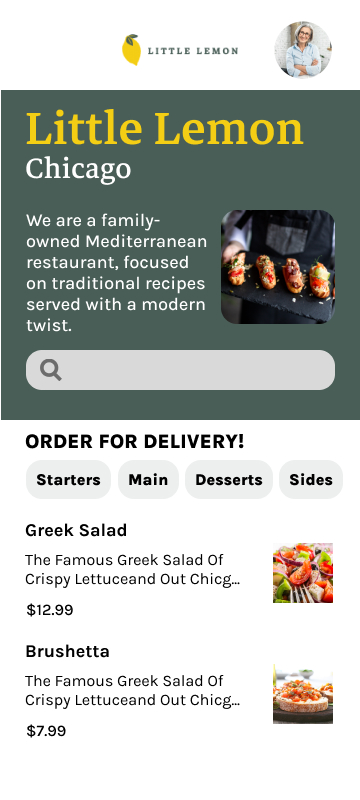 LITTLE LEMON
Little Lemon
Chicago
We are a family-
owned Mediterranean
restaurant, focused
on traditional recipes
served with a modern
twist.
ORDER FOR DELIVERY!
Starters Main Desserts Sides
Greek Salad
The Famous Greek Salad Of
Crispy Lettuceand Out Chicg...
$12.99
Brushetta
The Famous Greek Salad Of
Crispy Lettuceand Out Chicg...
$7.99